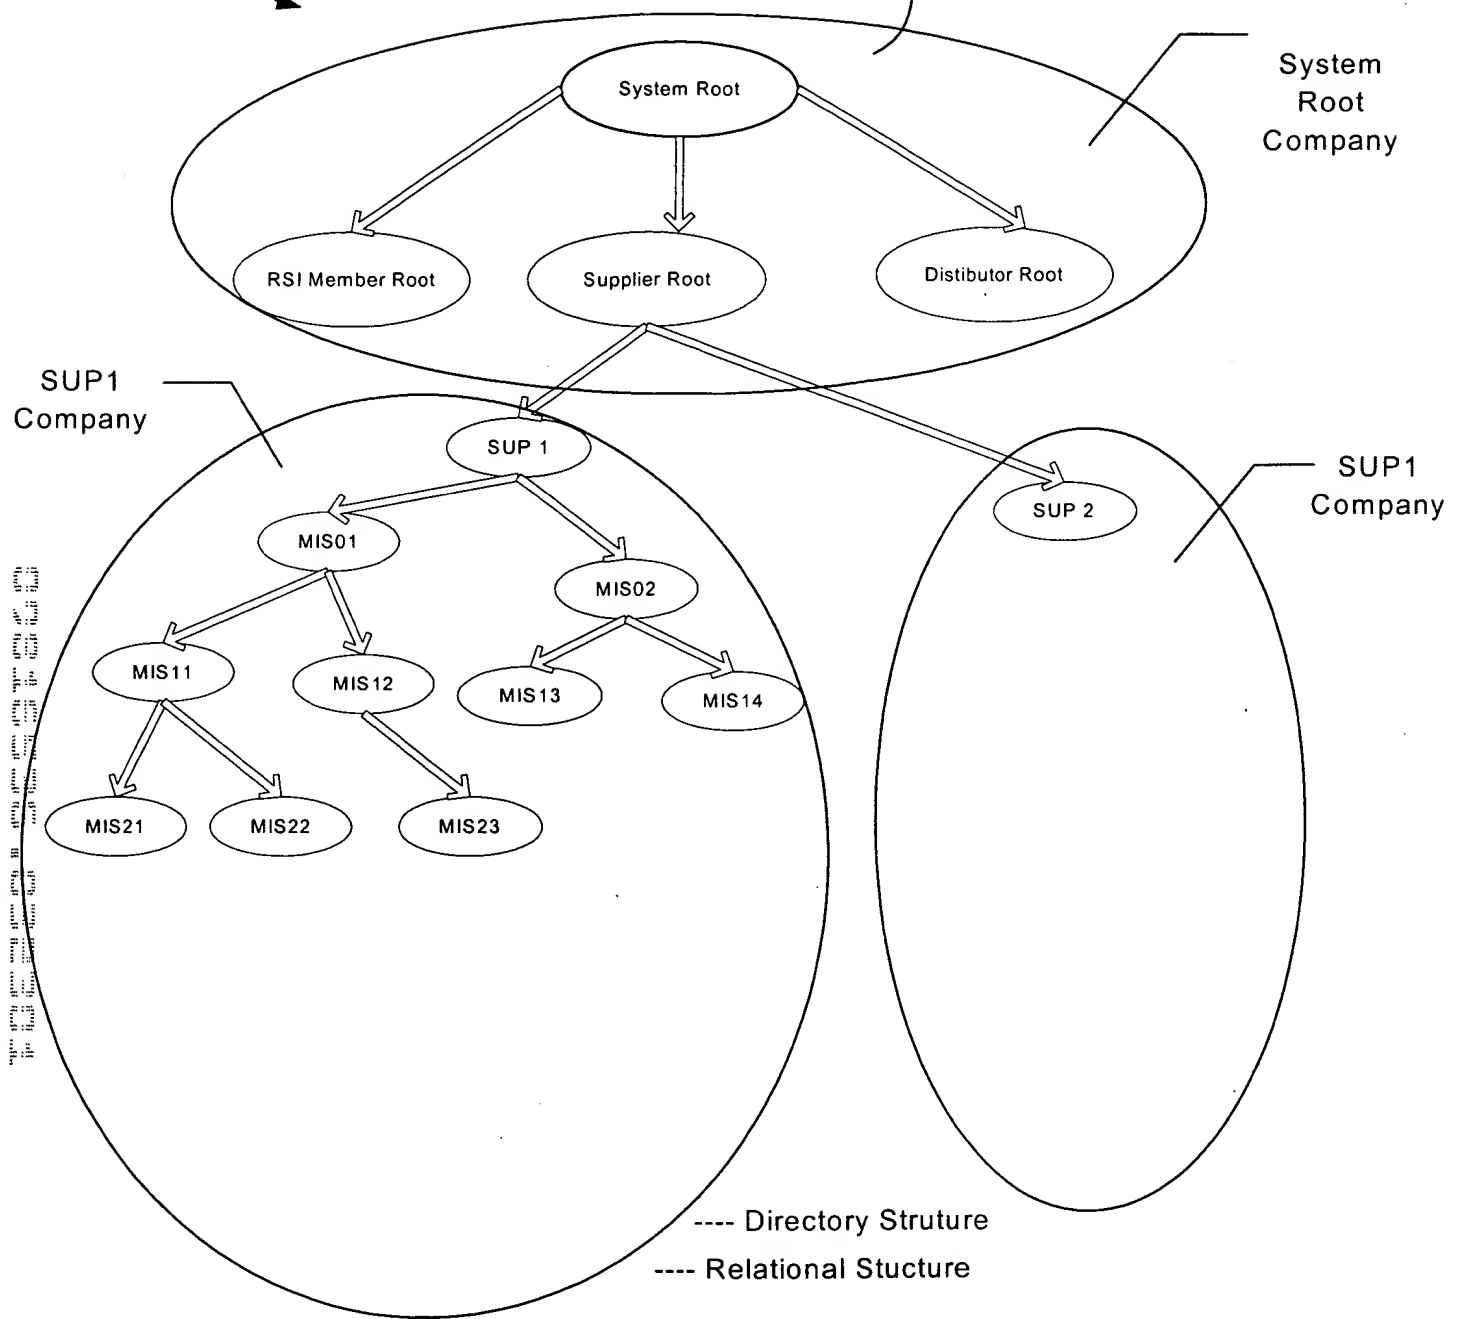 System Root
System
Root
Company
RSI Member Root
Supplier Root
Distibutor Root
SUP1
Company
SUP 1
SUP1
Company
SUP 2
MIS01
MIS02
MIS11
MIS12
MIS13
MIS14
MIS21
MIS22
MIS23
---- Directory Struture
---- Relational Stucture